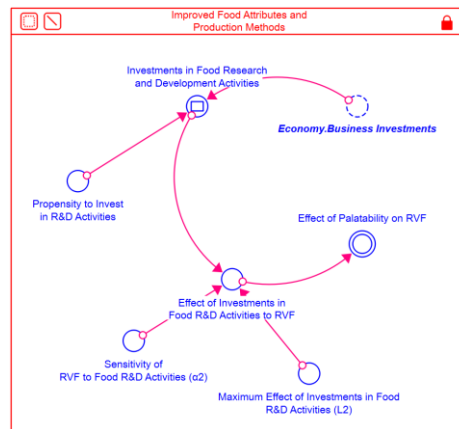 Improved Food Attributes and
Production Methods
Investments in Food Research
and Development Activities
Economy.Business Investments
Propensity to Invest
in R&D Activities
Effect of Palatability on RVF
Effect of Investments in
Food R&D Activities to RVF
Sensitivity of
RVF to Food R&D Activities (α2)
Maximum Effect of Investments in Food
R&D Activities (L2)